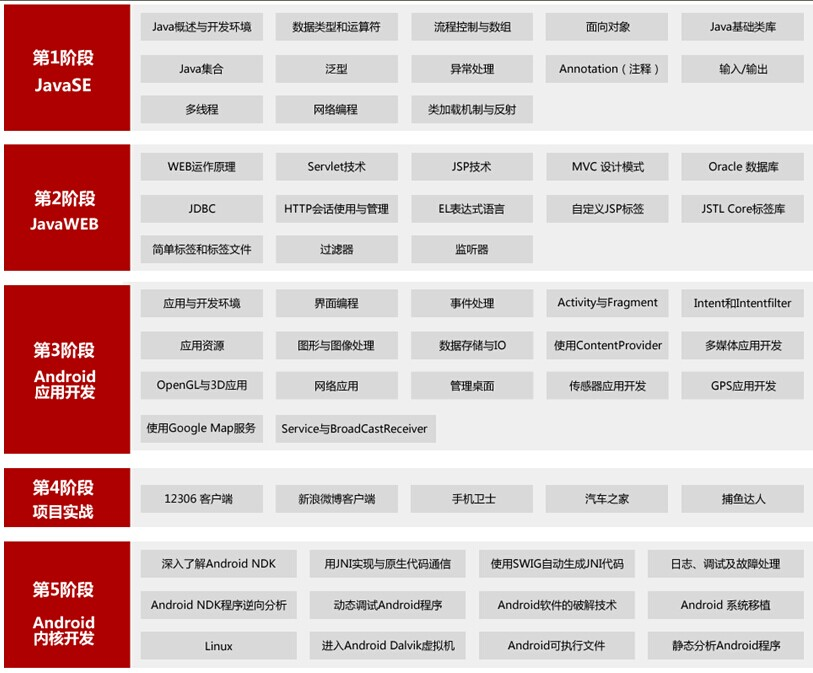 第1阶段
JavaSE
Java概述与开发环境 数据类型和运算符 流程控制与数组 面向对象 Java基础类库
Java集合 泛型 异常处理 Annotation（注释） 输入/输出
多线程 网络编程 类加载机制与反射
第2阶段
JavaWEB
WEB运作原理 Servlet技术 JSP技术 MVC 设计模式 Oracle 数据库
JDBC HTTP会话使用与管理 EL表达式语言 自定义JSP标签 JSTL Core标签库
简单标签和标签文件 过滤器 监听器
第3阶段
Android
应用开发
应用与开发环境 界面编程 事件处理 Activity与Fragment Intent和Intentfilter
应用资源 图形与图像处理 数据存储与IO 使用ContentProvider 多媒体应用开发
OpenGL与3D应用 网络应用 管理桌面 传感器应用开发 GPS应用开发
使用Google Map服务 Service与BroadCastReceiver
第4阶段
项目实战
12306 客户端 新浪微博客户端 手机卫士 汽车之家 捕鱼达人
第5阶段
Android
内核开发
深入了解Android NDK 用JNI实现与原生代码通信 使用SWIG自动生成JNI代码 日志、调试及故障处理
Android NDK程序逆向分析 动态调试Android程序 Android软件的破解技术 Android 系统移植
Linux 进入Android Dalvik虚拟机 Android可执行文件 静态分析Android程序